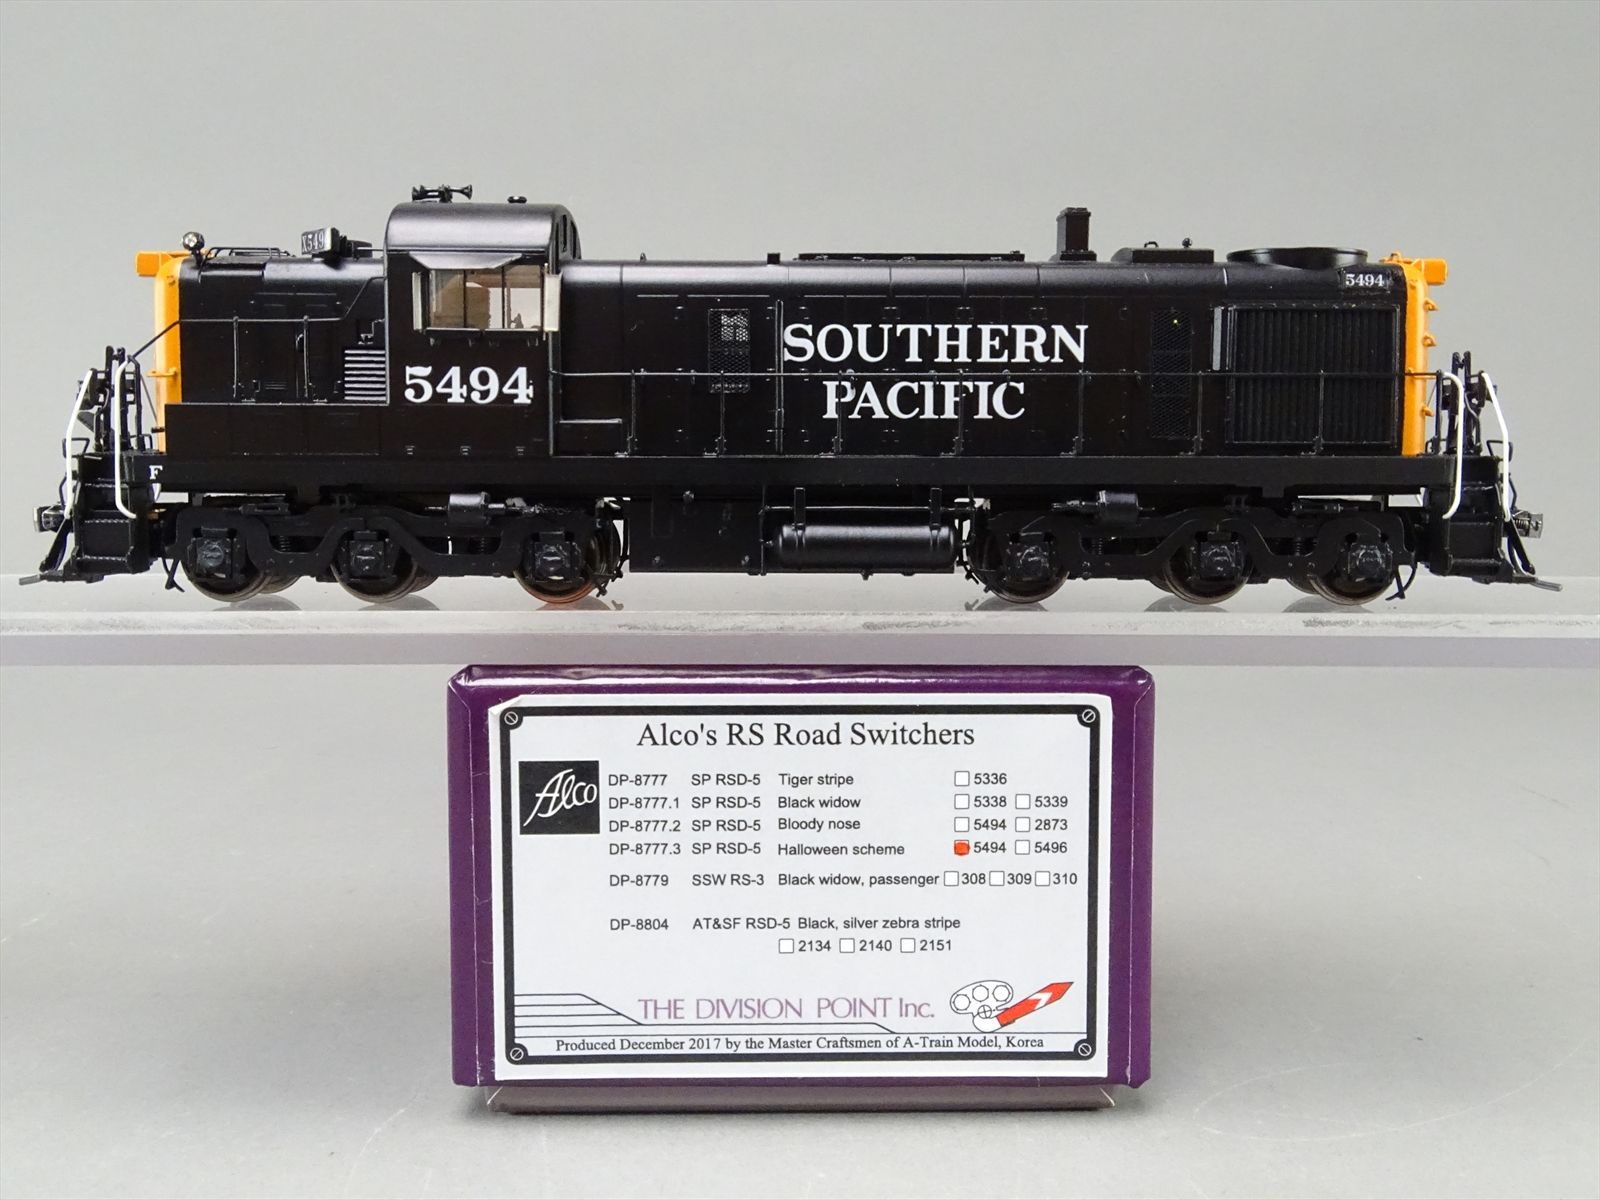 X549
5494
SOUTHERN
5494
PACIFIC
F
Alco's RS Road Switchers
Alco
DP-8777 SP RSD-5 Tiger stripe 5336
DP-8777.1 SP RSD-5 Black widow 5338 5339
DP-8777.2 SP RSD-5 Bloody nose 5494 2873
DP-8777.3 SP RSD-5 Halloween scheme 5494 5496
DP-8779 SSW RS-3 Black widow, passenger 308 309 310
DP-8804 AT&SF RSD-5 Black, silver zebra stripe
2134 2140 2151
THE DIVISION POINT Inc.
Produced December 2017 by the Master Craftsmen of A-Train Model, Korea